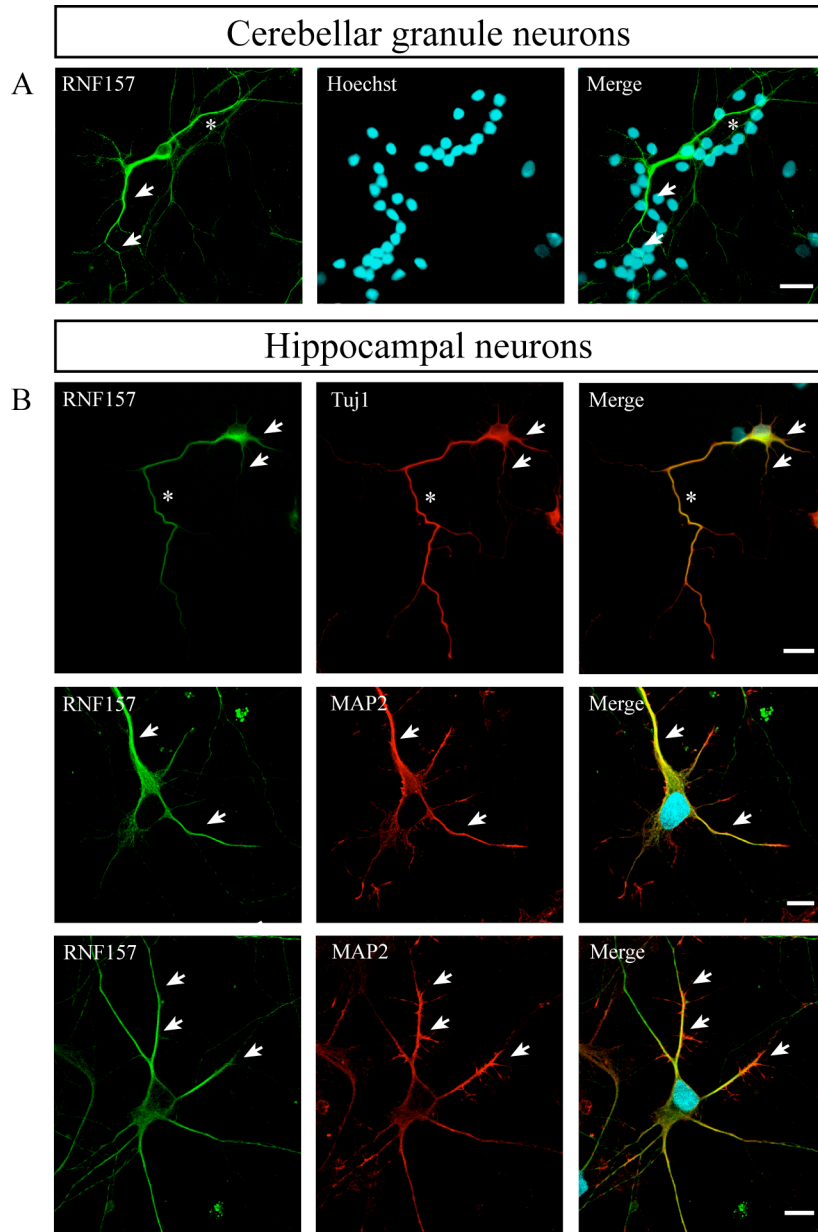 Cerebellar granule neurons
A
RNF157 Hoechst Merge
* *
Hippocampal neurons
B
RNF157 Tuj1 Merge
* * *
RNF157 MAP2 Merge
RNF157 MAP2 Merge